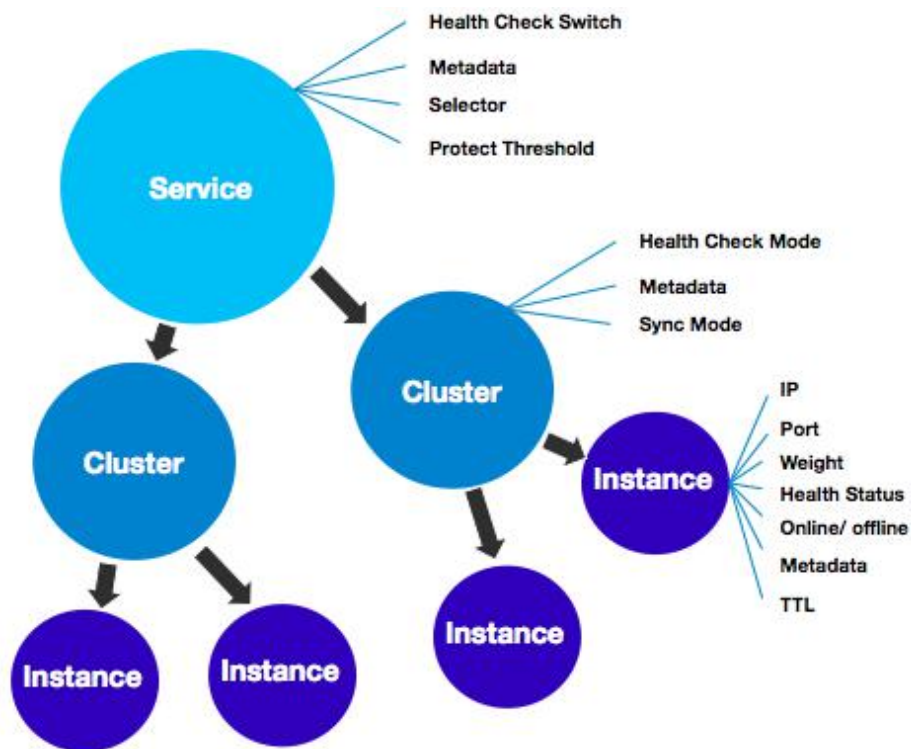 Health Check Switch
Metadata
Selector
Protect Threshold
Service
Health Check Mode
Metadata
Sync Mode
Cluster
Cluster
IP
Port
Weight
Health Status
Online/ offline
Metadata
TTL
Instance
Instance
Instance
Instance